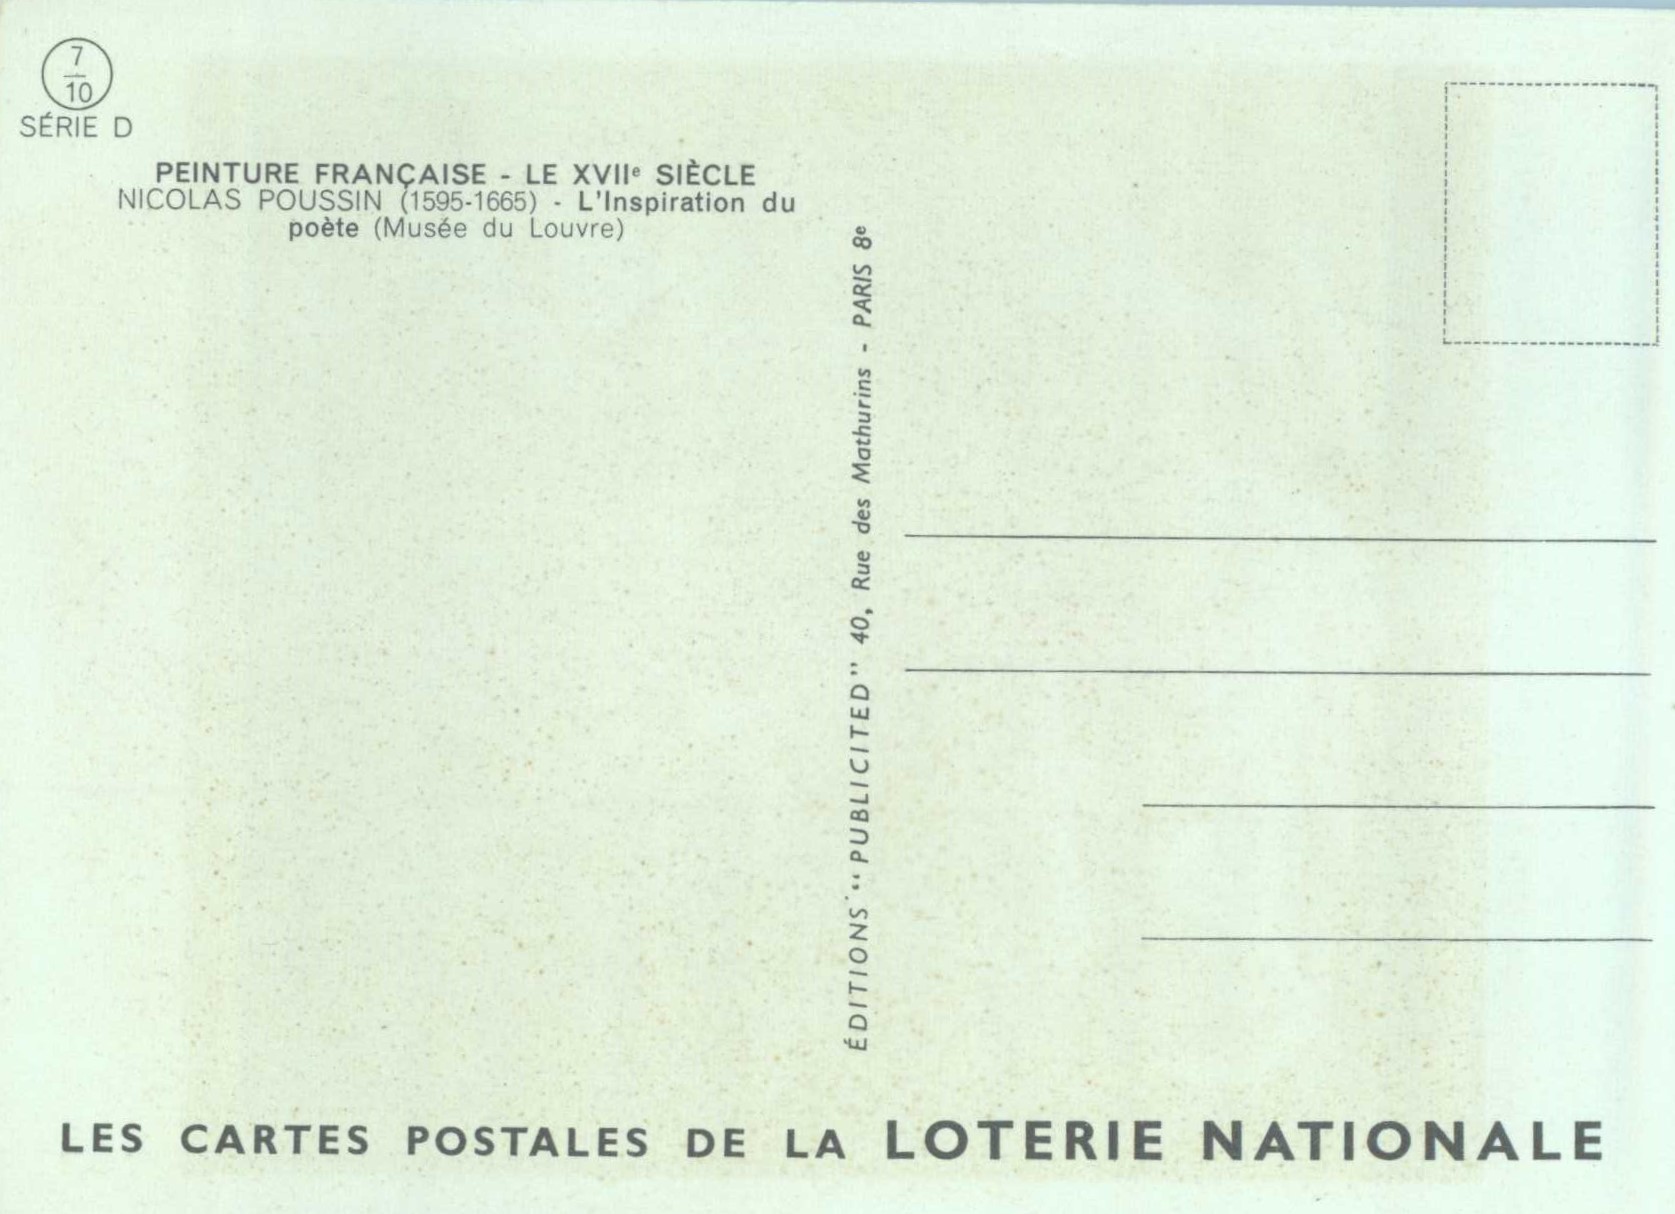 7
10
SÉRIE D
PEINTURE FRANÇAISE - LE XVIIᵉ SIÈCLE
NICOLAS POUSSIN (1595-1665) - L'Inspiration du
poète (Musée du Louvre)
ÉDITIONS “ PUBLICITED” 40, Rue des Mathurins - PARIS 8ᵉ
LES CARTES POSTALES DE LA LOTERIE NATIONALE